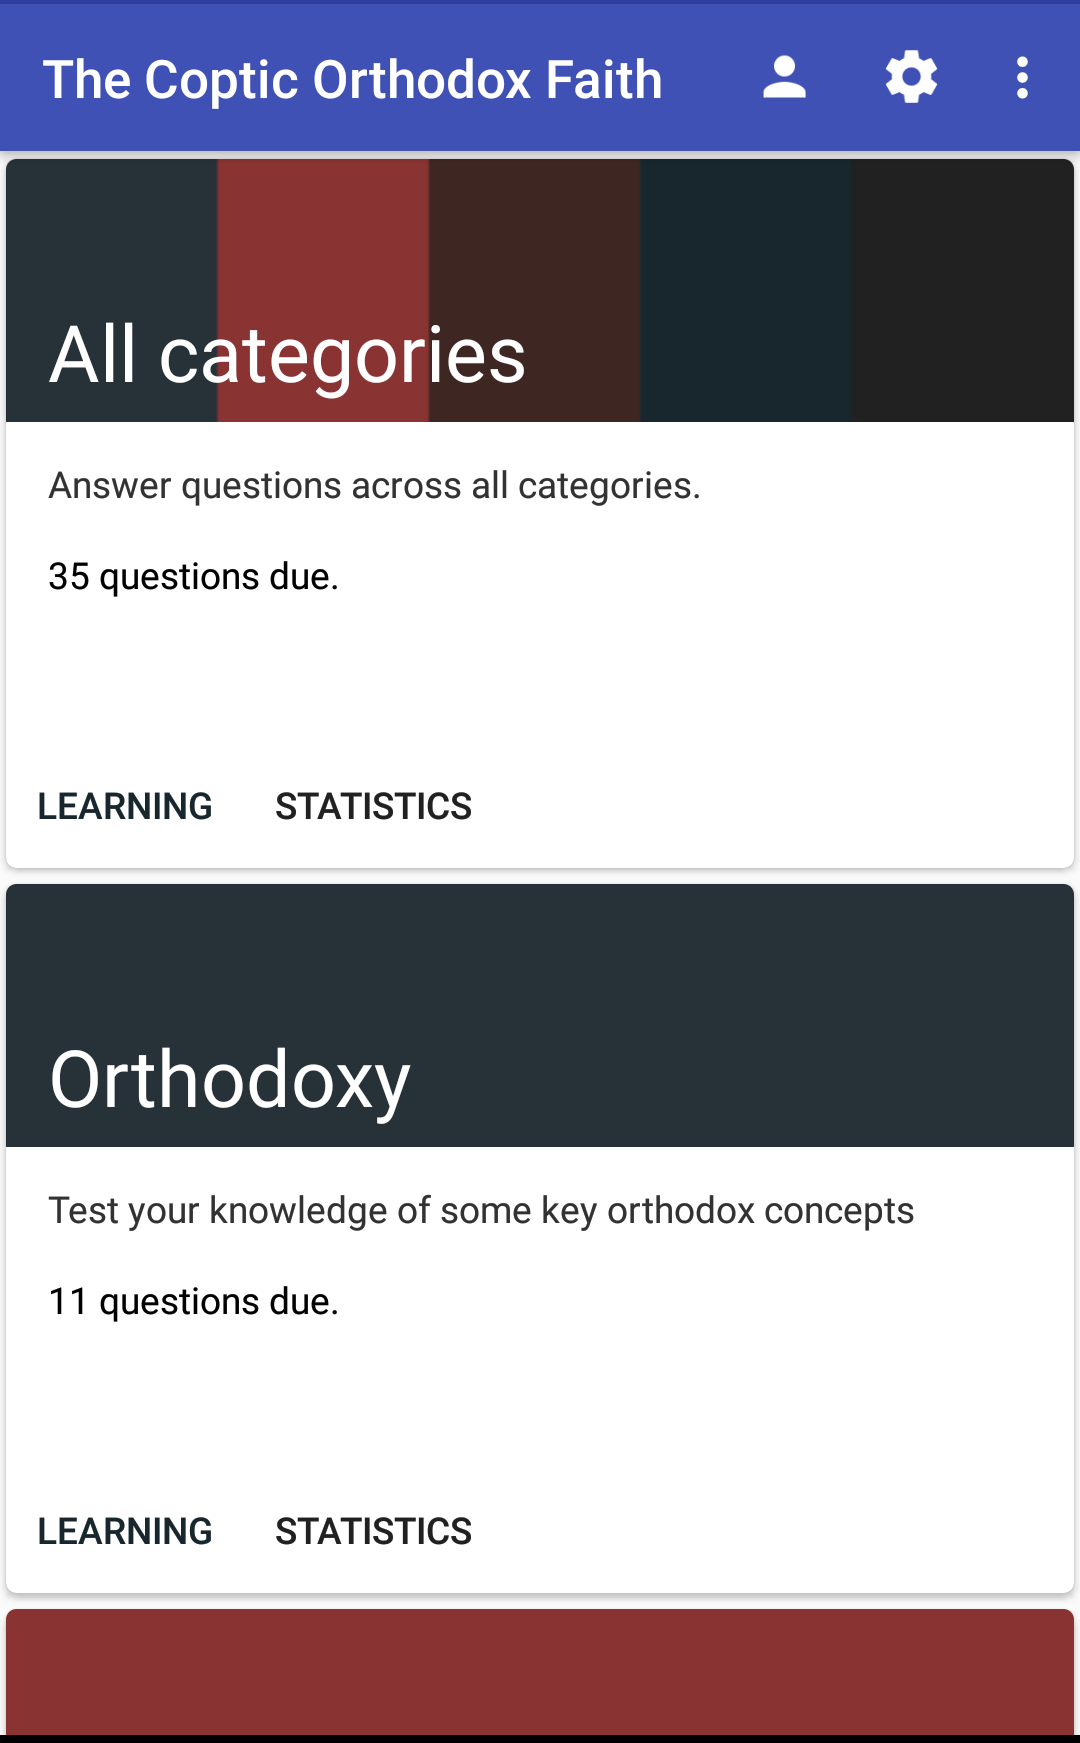 The Coptic Orthodox Faith
All categories
Answer questions across all categories.
35 questions due.
LEARNING STATISTICS
Orthodoxy
Test your knowledge of some key orthodox concepts
11 questions due.
LEARNING STATISTICS